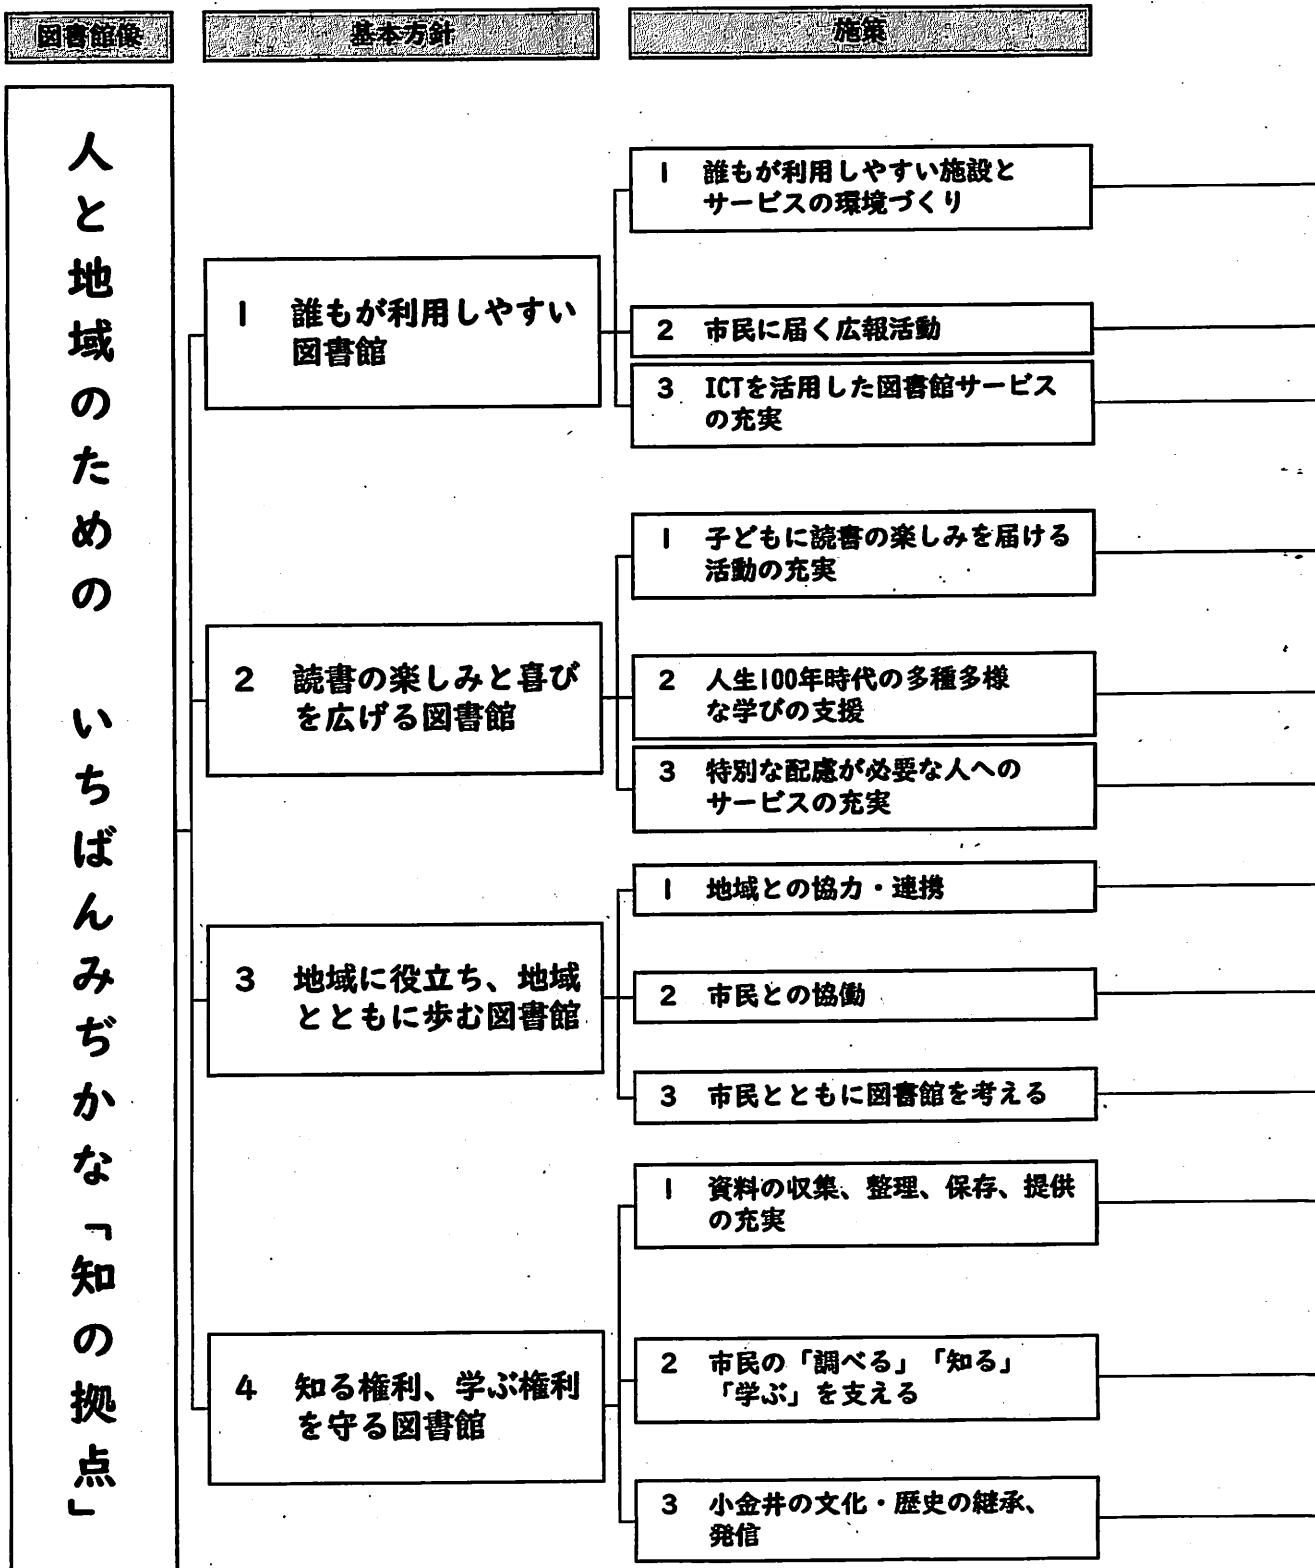 図書館像
基本方針
施策
人と地域のための　いちばんみぢかな「知の拠点」
1　誰もが利用しやすい
図書館
1　誰もが利用しやすい施設と
サービスの環境づくり
2　市民に届く広報活動
3　ICTを活用した図書館サービス
の充実
2　読書の楽しみと喜び
を広げる図書館
1　子どもに読書の楽しみを届ける
活動の充実
2　人生100年時代の多種多様
な学びの支援
3　特別な配慮が必要な人への
サービスの充実
3　地域に役立ち、地域
とともに歩む図書館
1　地域との協力・連携
2　市民との協働
3　市民とともに図書館を考える
4　知る権利、学ぶ権利
を守る図書館
1　資料の収集、整理、保存、提供
の充実
2　市民の「調べる」「知る」
「学ぶ」を支える
3　小金井の文化・歴史の継承、
発信